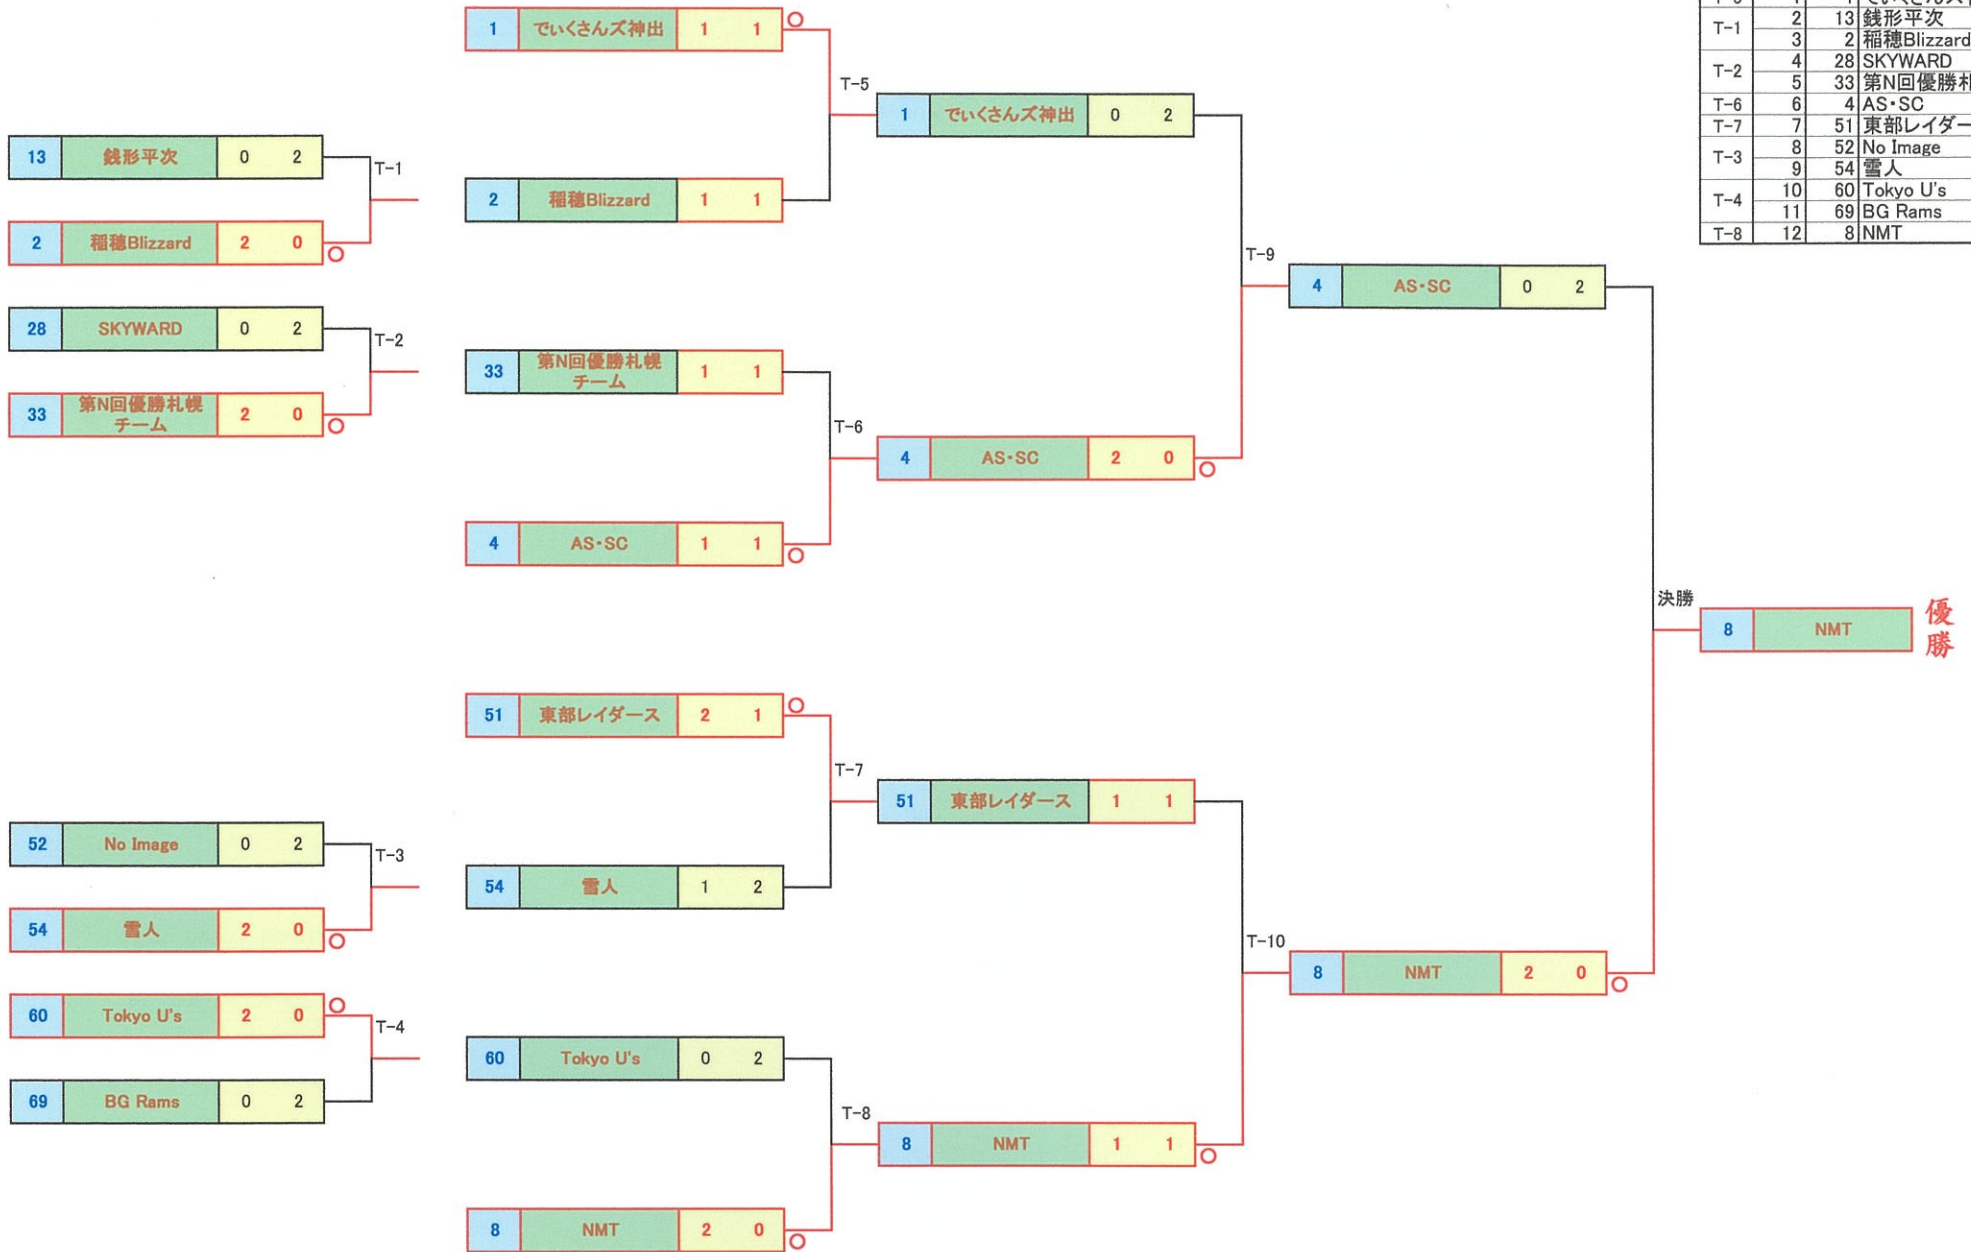 1 でいくさんズ神出 1 1
T-5
1 でいくさんズ神出 0 2
13 銭形平次 0 2
T-1
2 稲穂Blizzard 1 1
2 稲穂Blizzard 2 0
T-9
4 AS・SC 0 2
28 SKYWARD 0 2
T-2
33 第N回優勝札幌
チーム 1 1
33 第N回優勝札幌
チーム 2 0
T-6
4 AS・SC 2 0
4 AS・SC 1 1
決勝
8 NMT
優勝
51 東部レイダース 2 1
T-7
51 東部レイダース 1 1
52 No Image 0 2
T-3
54 雪人 1 2
54 雪人 2 0
T-10
8 NMT 2 0
60 Tokyo U's 2 0
T-4
60 Tokyo U's 0 2
69 BG Rams 0 2
T-8
8 NMT 1 1
8 NMT 2 0
T-1 2 13 銭形平次
3 2 稲穂Blizzard
T-2 4 28 SKYWARD
5 33 第N回優勝
T-6 6 4 AS・SC
T-7 7 51 東部レイダー
T-3 8 52 No Image
9 54 雪人
T-4 10 60 Tokyo U's
11 69 BG Rams
T-8 12 8 NMT